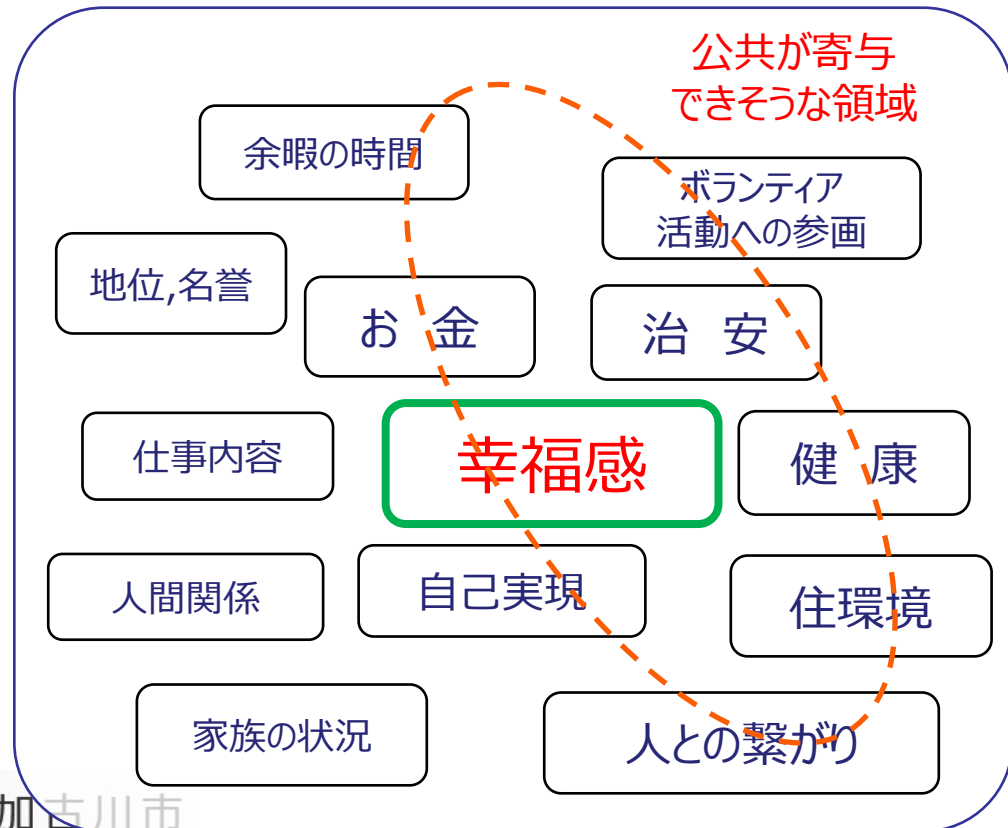 公共が寄与
できそうな領域
余暇の時間
ボランティア
活動への参画
地位,名誉
お 金
治 安
仕事内容
幸福感
健 康
人間関係
自己実現
住環境
家族の状況
人との繋がり
加古川市